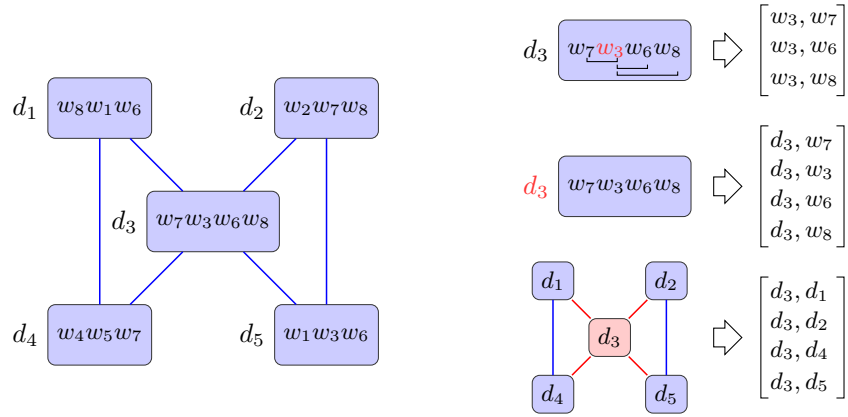 d₁ w₈w₁w₆
d₂ w₂w₇w₈
d₃ w₇w₃w₆w₈
d₄ w₄w₅w₇
d₅ w₁w₃w₆
d₃ w₇w₃w₆w₈
w₃, w₇
w₃, w₆
w₃, w₈
d₃ w₇w₃w₆w₈
d₃, w₇
d₃, w₃
d₃, w₆
d₃, w₈
d₁ d₂
d₃
d₄ d₅
d₃, d₁
d₃, d₂
d₃, d₄
d₃, d₅